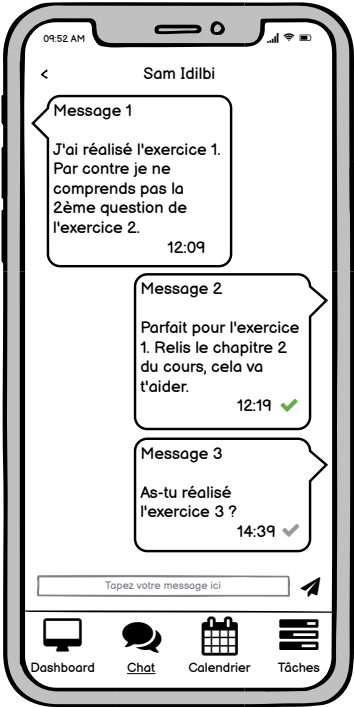 09:52 AM
<
Sam Idilbi
Message 1
J'ai réalisé l'exercice 1.
Par contre je ne
comprends pas la
2ème question de
l'exercice 2.
12:09
Message 2
Parfait pour l'exercice
1. Relis le chapitre 2
du cours, cela va
t'aider.
12:19
Message 3
As-tu réalisé
l'exercice 3 ?
14:39
Tapez votre message ici
Dashboard Chat Calendrier Tâches